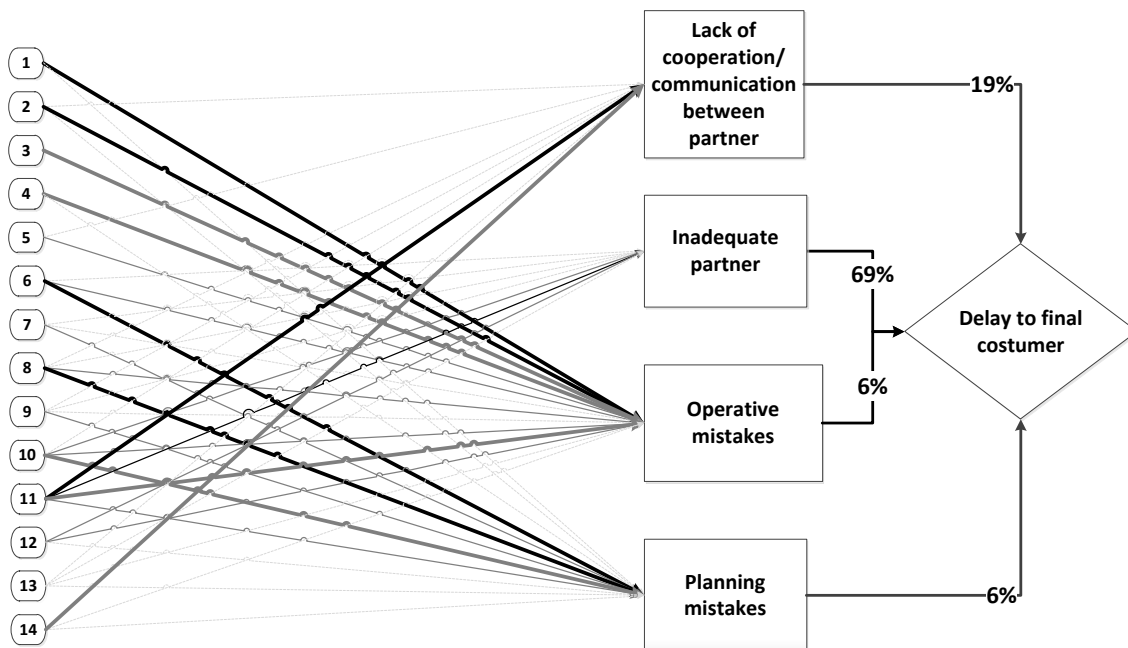 1
2
3
4
5
6
7
8
9
10
11
12
13
14
Lack of
cooperation/
communication
between
partner
Inadequate
partner
Operative
mistakes
Planning
mistakes
19%
69%
6%
6%
Delay to final
costumer